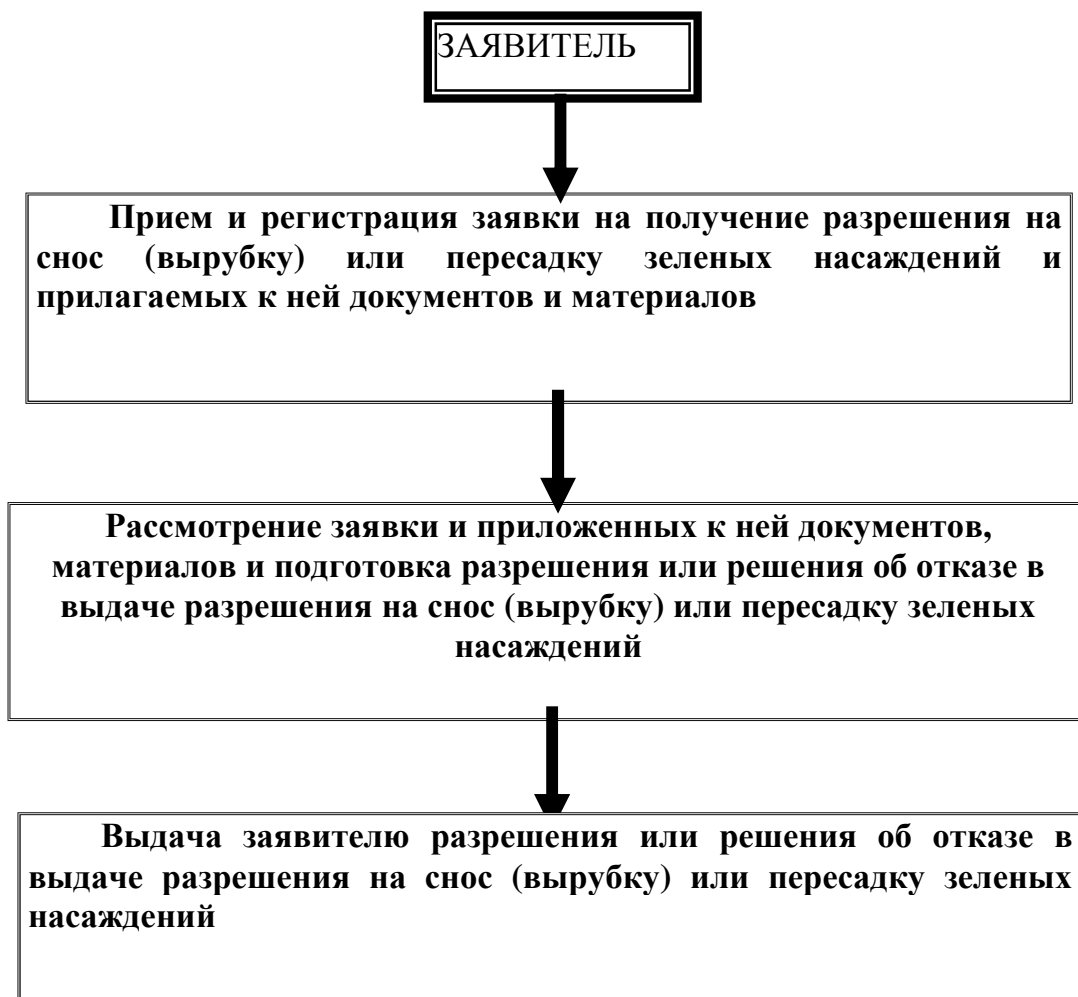 ЗАЯВИТЕЛЬ
Прием и регистрация заявки на получение разрешения на
снос (вырубку) или пересадку зеленых насаждений и
прилагаемых к ней документов и материалов
Рассмотрение заявки и приложенных к ней документов,
материалов и подготовка разрешения или решения об отказе в
выдаче разрешения на снос (вырубку) или пересадку зеленых
насаждений
Выдача заявителю разрешения или решения об отказе в
выдаче разрешения на снос (вырубку) или пересадку зеленых
насаждений